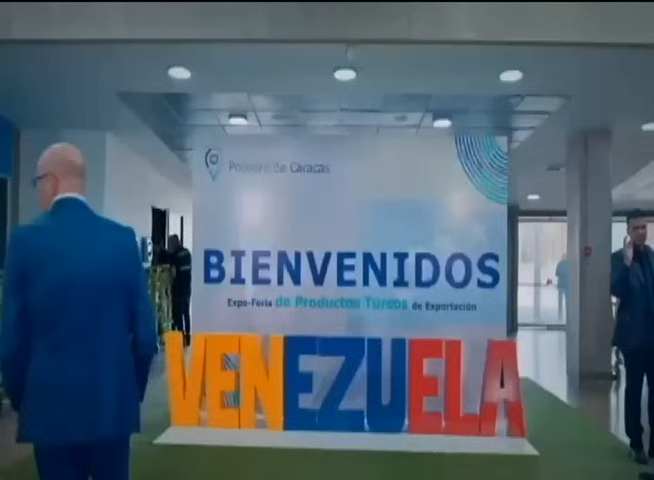 Poliedro de Caracas
BIENVENIDOS
Expo-Feria de Productos Turcos de Exportación
VENEZUELA